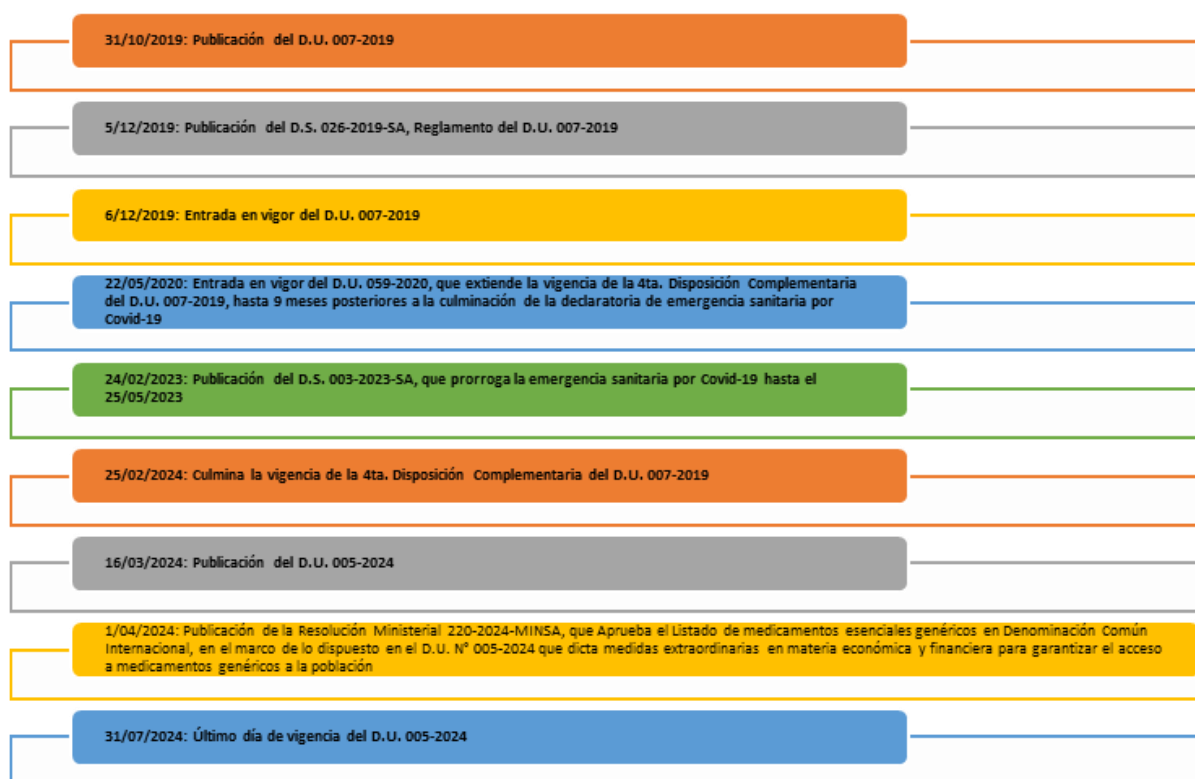 31/10/2019: Publicación del D.U. 007-2019
5/12/2019: Publicación del D.S. 026-2019-SA, Reglamento del D.U. 007-2019
6/12/2019: Entrada en vigor del D.U. 007-2019
22/05/2020: Entrada en vigor del D.U. 059-2020, que extiende la vigencia de la 4ta. Disposición Complementaria
del D.U. 007-2019, hasta 9 meses posteriores a la culminación de la declaratoria de emergencia sanitaria por
Covid-19
24/02/2023: Publicación del D.S. 003-2023-SA, que prorroga la emergencia sanitaria por Covid-19 hasta el
25/05/2023
25/02/2024: Culmina la vigencia de la 4ta. Disposición Complementaria del D.U. 007-2019
16/03/2024: Publicación del D.U. 005-2024
1/04/2024: Publicación de la Resolución Ministerial 220-2024-MINSA, que Aprueba el Listado de medicamentos esenciales genéricos en Denominación Común
Internacional, en el marco de lo dispuesto en el D.U. N° 005-2024 que dicta medidas extraordinarias en materia económica y financiera para garantizar el acceso
a medicamentos genéricos a la población
31/07/2024: Último día de vigencia del D.U. 005-2024